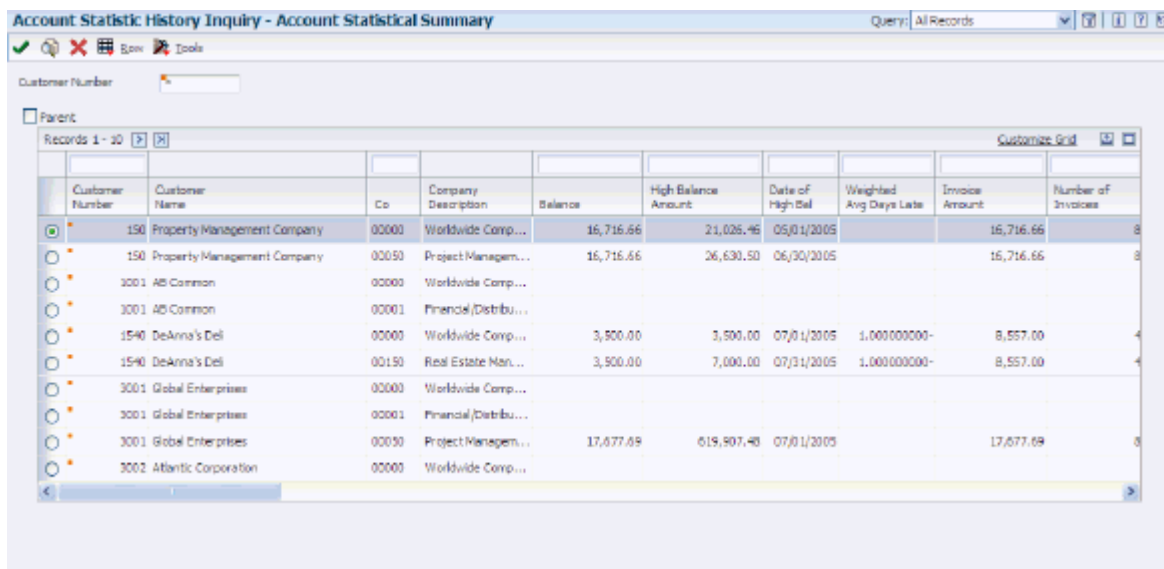 Account Statistic History Inquiry - Account Statistical Summary Query: All Records
Row Tools
Customer Number
Parent
Records 1 - 10 Customize Grid
Customer Number Customer Name Co Company Description Balance High Balance Amount Date of High Bal Weighted Avg Days Late Invoice Amount Number of Invoices
150 Property Management Company 00000 Worldwide Comp... 16,716.66 21,026.46 05/01/2005 16,716.66 8
150 Property Management Company 00050 Project Managem... 16,716.66 26,630.50 06/30/2005 16,716.66 8
1001 AB Common 00000 Worldwide Comp...
1001 AB Common 00001 Financial/Distribu...
1540 DeAnna's Deli 00000 Worldwide Comp... 3,500.00 3,500.00 07/01/2005 1.000000000- 8,557.00 4
1540 DeAnna's Deli 00150 Real Estate Man... 3,500.00 7,000.00 07/31/2005 1.000000000- 8,557.00 4
3001 Global Enterprises 00000 Worldwide Comp...
3001 Global Enterprises 00001 Financial/Distribu...
3001 Global Enterprises 00050 Project Managem... 17,677.69 619,907.48 07/01/2005 17,677.69 8
3002 Atlantic Corporation 00000 Worldwide Comp...